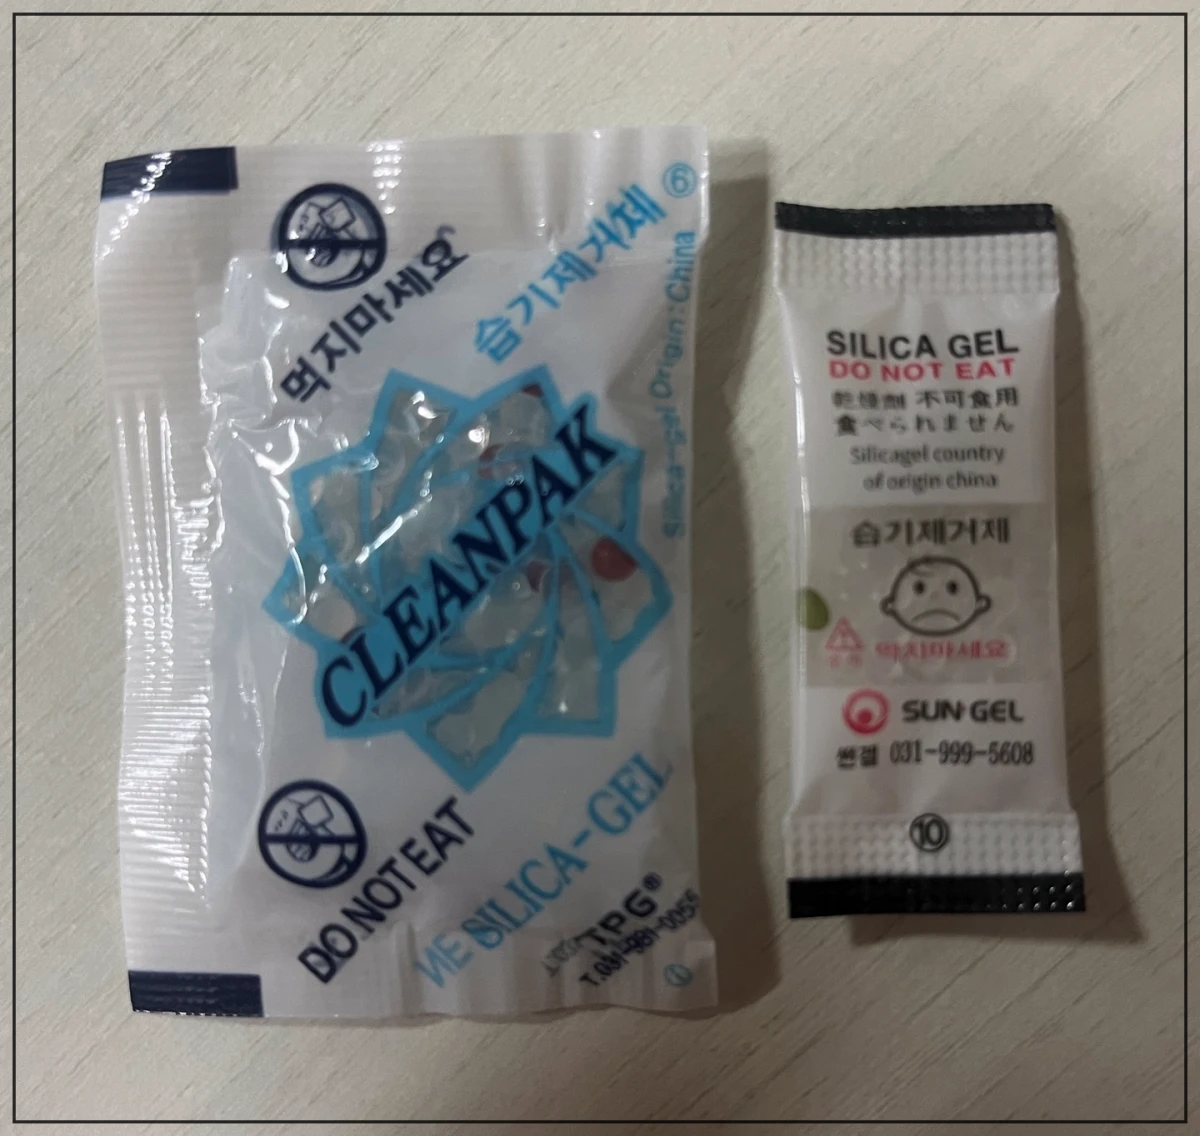 먹지마세요
습기제거제 ⑥
Silica-gel Origin:China
CLEANPAK
DO NOT EAT
SILICA-GEL
TPG®
SILICA GEL
DO NOT EAT
乾燥劑 不可食用
食べられません
Silicagel country
of origin china
습기제거제
먹지마세요
SUN·GEL
썬겔 031-999-5608
⑩